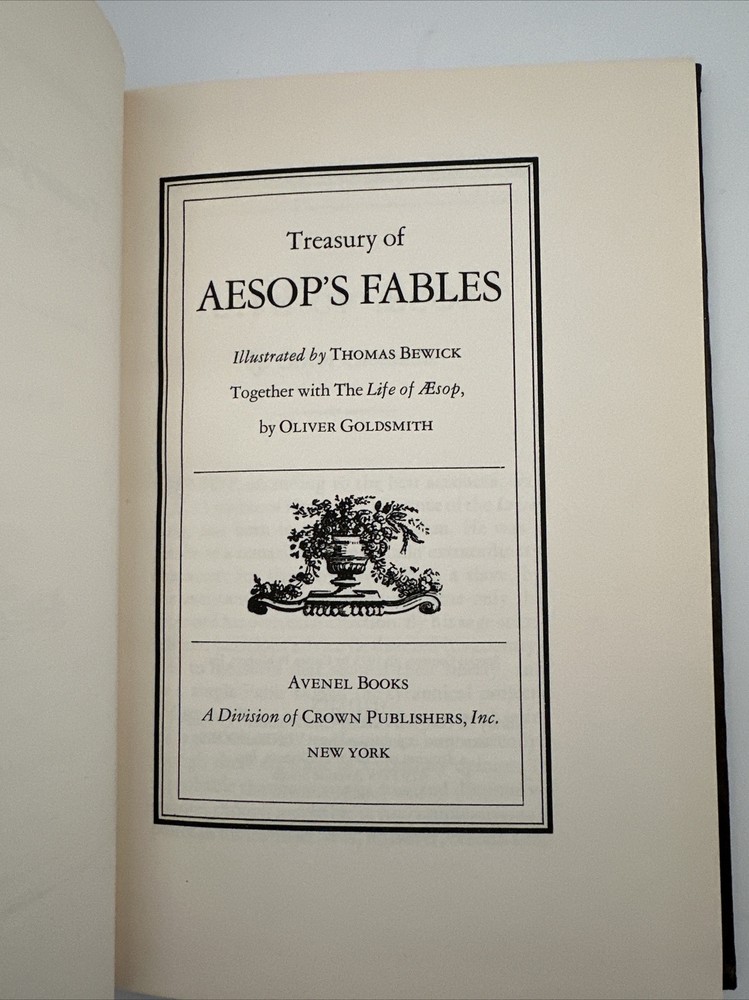 Treasury of
AESOP'S FABLES
Illustrated by THOMAS BEWICK
Together with The Life of Æsop,
by OLIVER GOLDSMITH
AVENEL BOOKS
A Division of CROWN PUBLISHERS, Inc.
NEW YORK